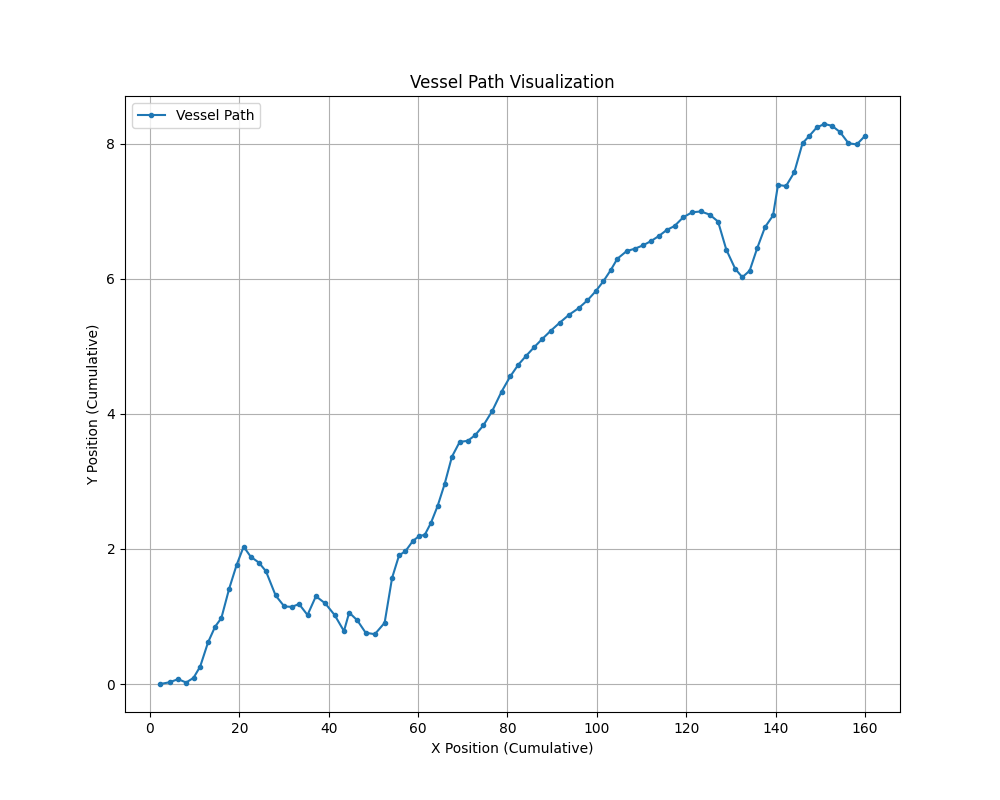 Vessel Path Visualization
Vessel Path
8
6
4
2
0
Y Position (Cumulative)
0 20 40 60 80 100 120 140 160
X Position (Cumulative)